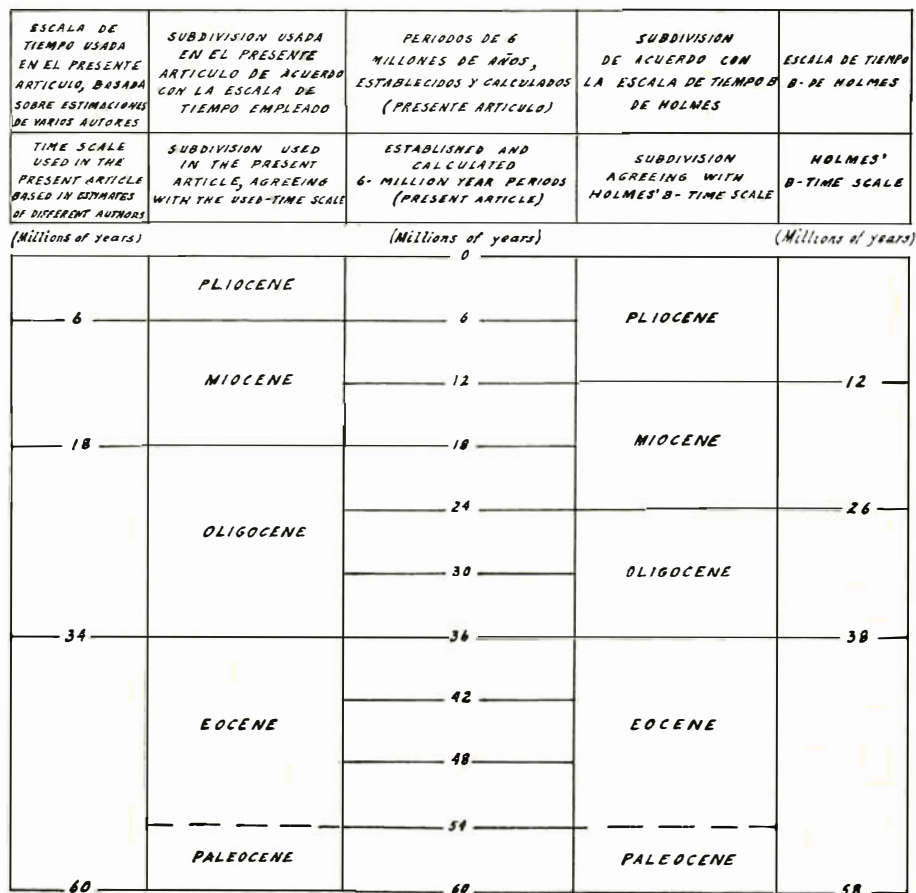 ESCALA DE
TIEMPO USADA
EN EL PRESENTE
ARTICULO, BASADA
SOBRE ESTIMACIONES
DE VARIOS AUTORES
SUBDIVISION USADA
EN EL PRESENTE
ARTICULO DE ACUERDO
CON LA ESCALA DE
TIEMPO EMPLEADO
PERIODOS DE 6
MILLONES DE AÑOS,
ESTABLECIDOS Y CALCULADOS
(PRESENTE ARTICULO)
SUBDIVISION
DE ACUERDO CON
LA ESCALA DE TIEMPO B
DE HOLMES
ESCALA DE TIEMPO
B- DE HOLMES
TIME SCALE
USED IN THE
PRESENT ARTICLE
BASED IN ESTIMATES
OF DIFFERENT AUTHORS
SUBDIVISION USED
IN THE PRESENT
ARTICLE, AGREEING
WITH THE USED-TIME SCALE
ESTABLISHED AND
CALCULATED
6- MILLION YEAR PERIODS
(PRESENT ARTICLE)
SUBDIVISION
AGREEING WITH
HOLMES' B- TIME SCALE
HOLMES'
B-TIME SCALE
(Millions of years) (Millions of years) (Millions of years)
0
PLIOCENE
6 6 PLIOCENE
MIOCENE 12 12
18 18 MIOCENE
24 26
OLIGOCENE
30 OLIGOCENE
34 36 38
42
EOCENE EOCENE
48
54
PALEOCENE PALEOCENE
60 60 58